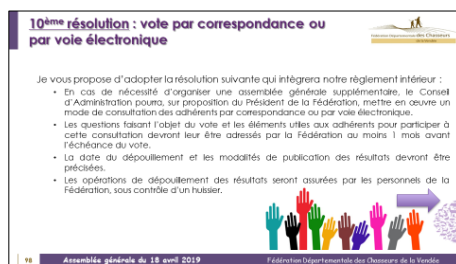 10ème résolution : vote par correspondance ou
par voie électronique
Fédération Départementale des Chasseurs
Je vous propose d'adopter la résolution suivante qui intègrera notre règlement intérieur :
• En cas de nécessité d'organiser une assemblée générale supplémentaire, le Conseil
d'Administration pourra, sur proposition du Président de la Fédération, mettre en œuvre un
mode de consultation des adhérents par correspondance ou par voie électronique.
• Les questions faisant l'objet du vote et les éléments utiles aux adhérents pour participer à
cette consultation devront leur être adressés par la Fédération au moins 1 mois avant
l'échéance du vote.
• La date du dépouillement et les modalités de publication des résultats devront être
précisées.
• Les opérations de dépouillement des résultats seront assurées par les personnels de la
Fédération, sous contrôle d'un huissier.
98 Assemblée générale du 18 avril 2019 Fédération Départementale des Chasseurs de la Vendée